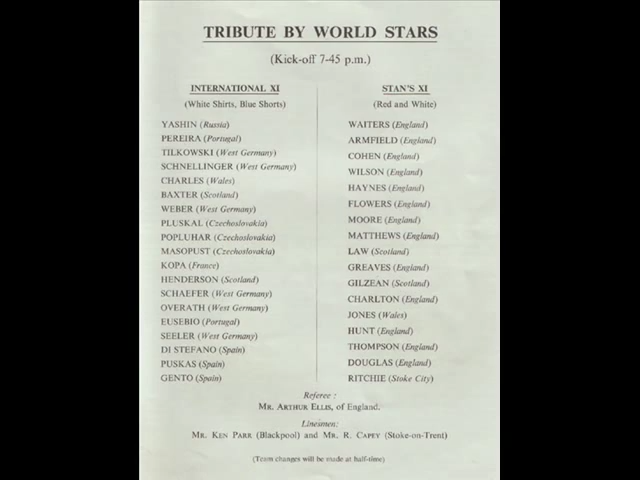 TRIBUTE BY WORLD STARS
(Kick-off 7-45 p.m.)
INTERNATIONAL XI
(White Shirts, Blue Shorts)
YASHIN (Russia)
PEREIRA (Portugal)
TILKOWSKI (West Germany)
SCHNELLINGER (West Germany)
CHARLES (Wales)
BAXTER (Scotland)
WEBER (West Germany)
PLUSKAL (Czechoslovakia)
POPLUHAR (Czechoslovakia)
MASOPUST (Czechoslovakia)
KOPA (France)
HENDERSON (Scotland)
SCHAEFER (West Germany)
OVERATH (West Germany)
EUSEBIO (Portugal)
SEELER (West Germany)
DI STEFANO (Spain)
PUSKAS (Spain)
GENTO (Spain)
STAN'S XI
(Red and White)
WAITERS (England)
ARMFIELD (England)
COHEN (England)
WILSON (England)
HAYNES (England)
FLOWERS (England)
MOORE (England)
MATTHEWS (England)
LAW (Scotland)
GREAVES (England)
GILZEAN (Scotland)
CHARLTON (England)
JONES (Wales)
HUNT (England)
THOMPSON (England)
DOUGLAS (England)
RITCHIE (Stoke City)
Referee :
MR. ARTHUR ELLIS, of England.
Linesmen:
MR. KEN PARR (Blackpool) and MR. R. CAPEY (Stoke-on-Trent)
(Team changes will be made at half-time)